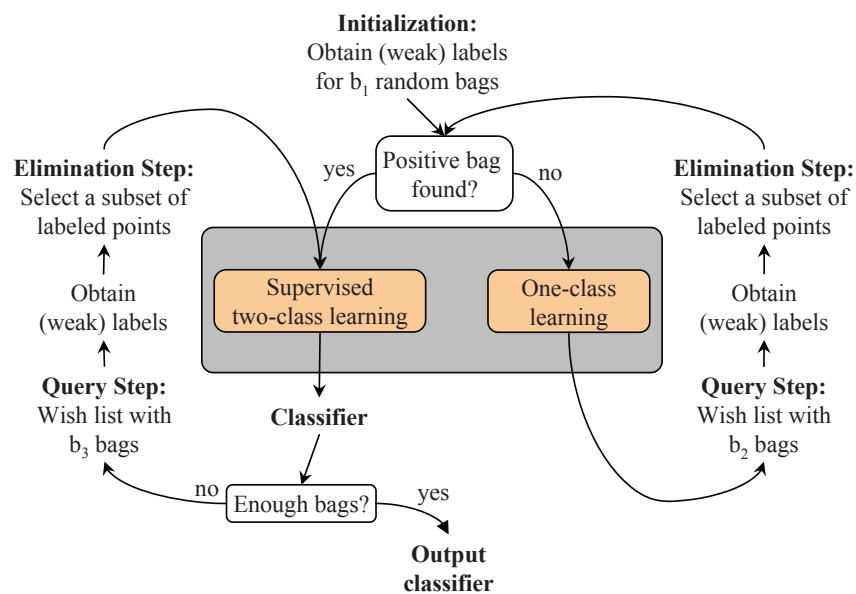 Initialization:
Obtain (weak) labels
for b₁ random bags
Positive bag
found?
yes
no
Elimination Step:
Select a subset of
labeled points
Obtain
(weak) labels
Query Step:
Wish list with
b₃ bags
Supervised
two-class learning
One-class
learning
Elimination Step:
Select a subset of
labeled points
Obtain
(weak) labels
Query Step:
Wish list with
b₂ bags
Classifier
Enough bags?
no
yes
Output
classifier